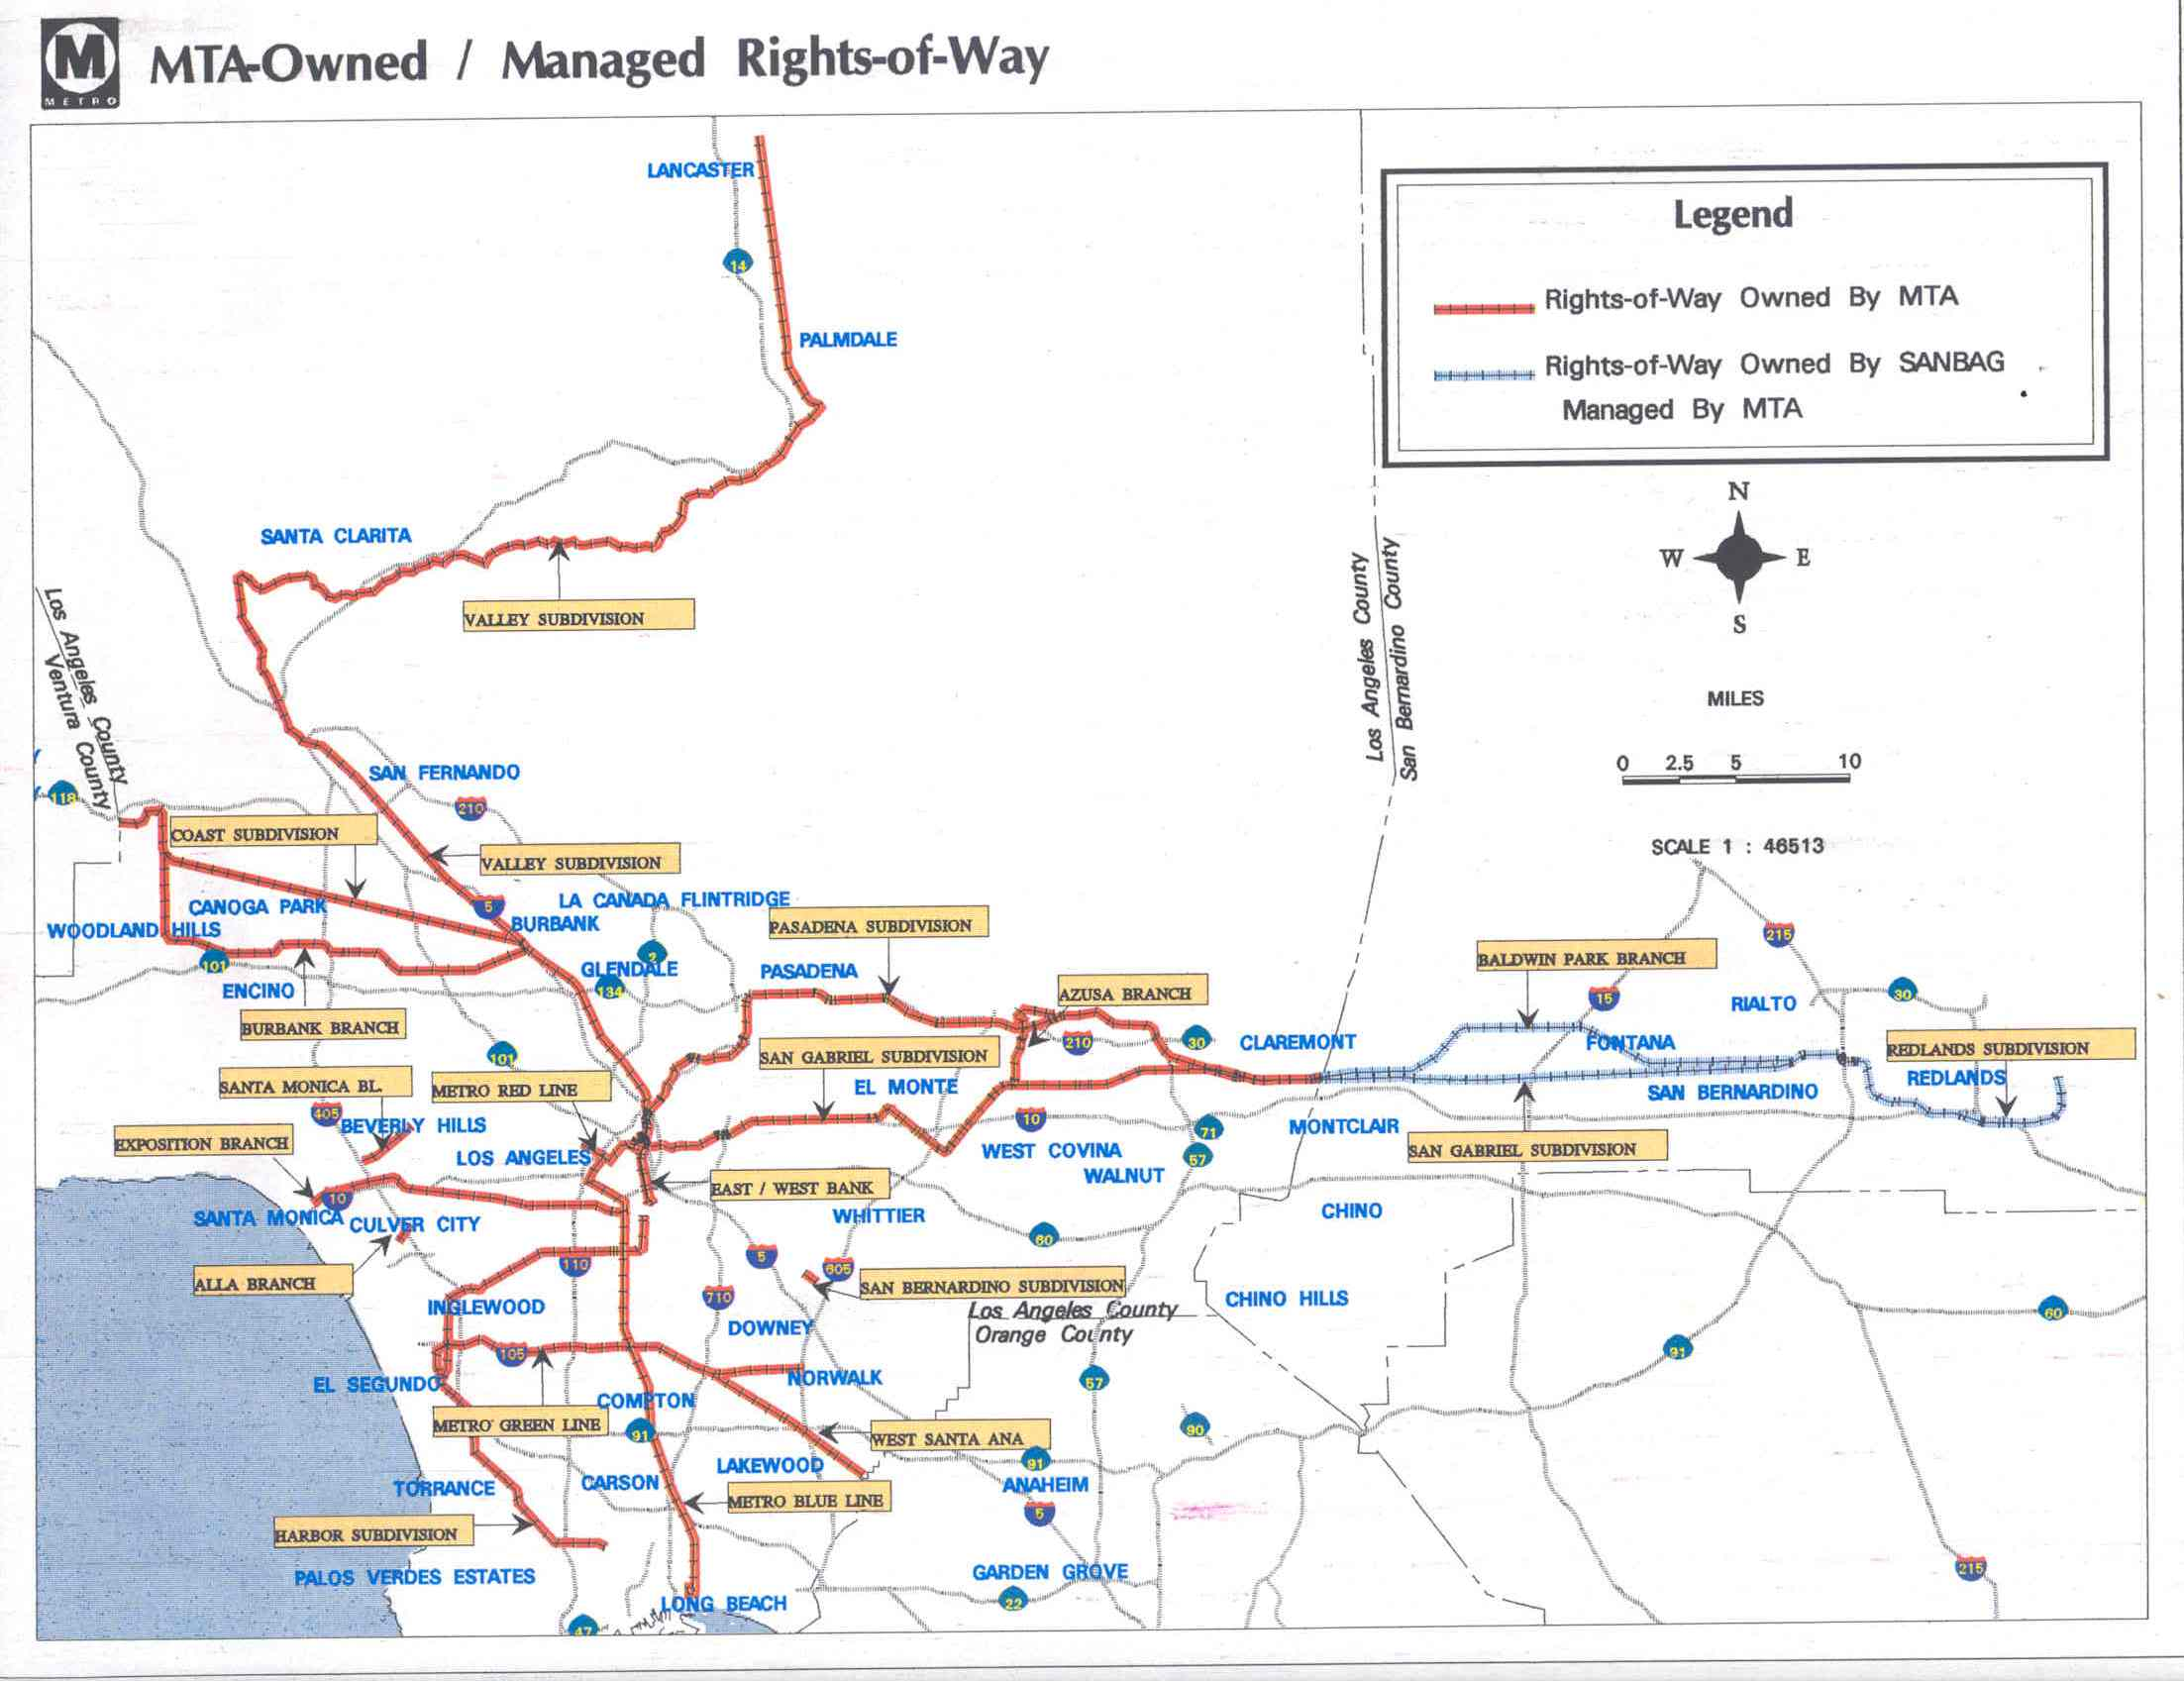 M
METRO
MTA-Owned / Managed Rights-of-Way
Legend
Rights-of-Way Owned By MTA
Rights-of-Way Owned By SANBAG
Managed By MTA
N
W E
S
MILES
0 2.5 5 10
SCALE 1 : 46513
LANCASTER
14
PALMDALE
SANTA CLARITA
VALLEY SUBDIVISION
Los Angeles County
Ventura County
Los Angeles County
San Bernardino County
SAN FERNANDO
118
210
COAST SUBDIVISION
VALLEY SUBDIVISION
5
LA CANADA FLINTRIDGE
CANOGA PARK
BURBANK
WOODLAND HILLS
PASADENA SUBDIVISION
215
101
2
GLENDALE
PASADENA
BALDWIN PARK BRANCH
134
ENCINO
AZUSA BRANCH
15
RIALTO
30
BURBANK BRANCH
101
SAN GABRIEL SUBDIVISION
210
30
CLAREMONT
FONTANA
REDLANDS SUBDIVISION
SANTA MONICA BL.
METRO RED LINE
EL MONTE
SAN BERNARDINO
REDLANDS
405
BEVERLY HILLS
10
71
MONTCLAIR
EXPOSITION BRANCH
LOS ANGELES
WEST COVINA
57
SAN GABRIEL SUBDIVISION
WALNUT
10
EAST / WEST BANK
SANTA MONICA
CULVER CITY
WHITTIER
CHINO
60
ALLA BRANCH
110
5
605
SAN BERNARDINO SUBDIVISION
710
INGLEWOOD
Los Angeles County
Orange County
CHINO HILLS
60
DOWNEY
105
91
EL SEGUNDO
NORWALK
57
COMPTON
METRO GREEN LINE
91
WEST SANTA ANA
90
LAKEWOOD
91
TORRANCE
CARSON
ANAHEIM
METRO BLUE LINE
5
HARBOR SUBDIVISION
PALOS VERDES ESTATES
GARDEN GROVE
215
LONG BEACH
22
47